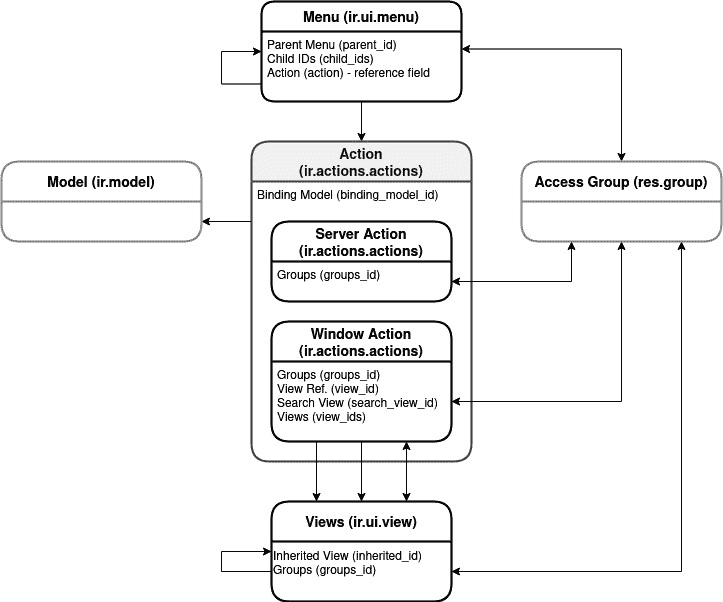 Menu (ir.ui.menu)
Parent Menu (parent_id)
Child IDs (child_ids)
Action (action) - reference field
Action
(ir.actions.actions)
Binding Model (binding_model_id)
Model (ir.model)
Access Group (res.group)
Server Action
(ir.actions.actions)
Groups (groups_id)
Window Action
(ir.actions.actions)
Groups (groups_id)
View Ref. (view_id)
Search View (search_view_id)
Views (view_ids)
Views (ir.ui.view)
Inherited View (inherited_id)
Groups (groups_id)